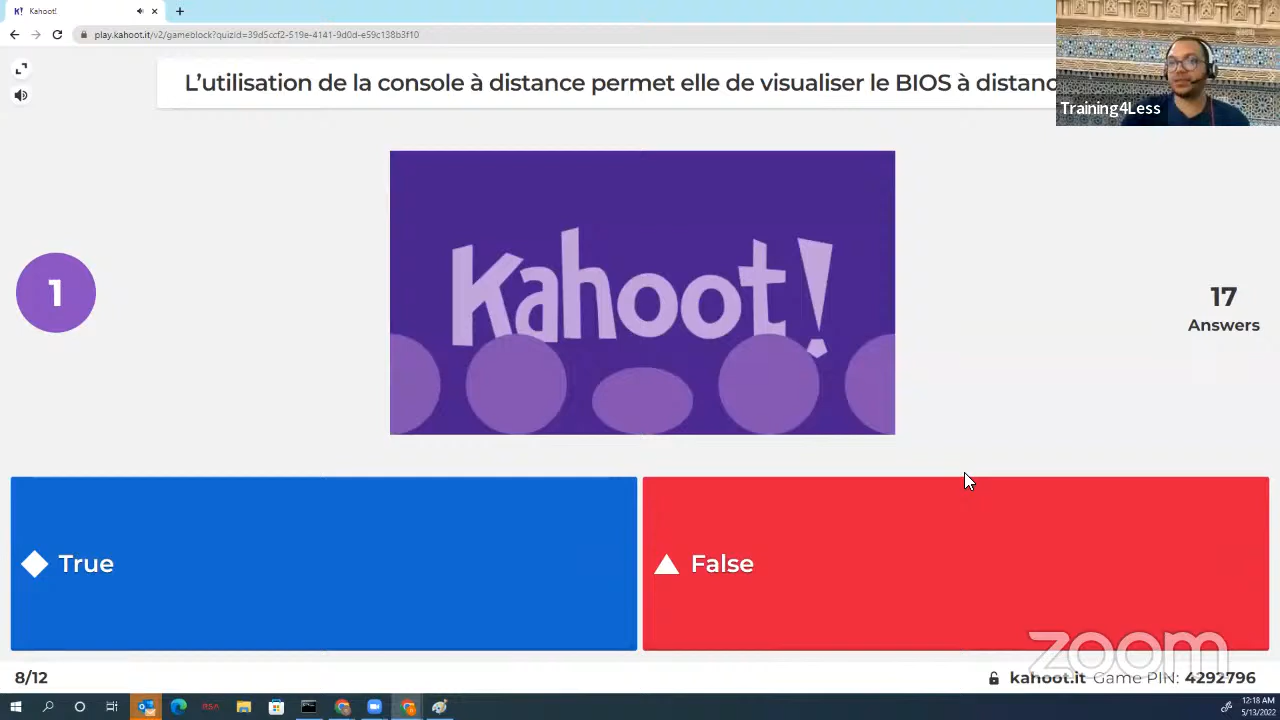 Kahoot!
play.kahoot.it/v2/gameblock?quizid=39d5ccf2-519e-4141-9d0d-e59c138b3f10
L'utilisation de la console à distance permet elle de visualiser le BIOS à
Training4Less
Kahoot!
1
17
Answers
True
False
zoom
8/12
kahoot.it Game PIN: 4292796
12:18 AM
5/13/2022